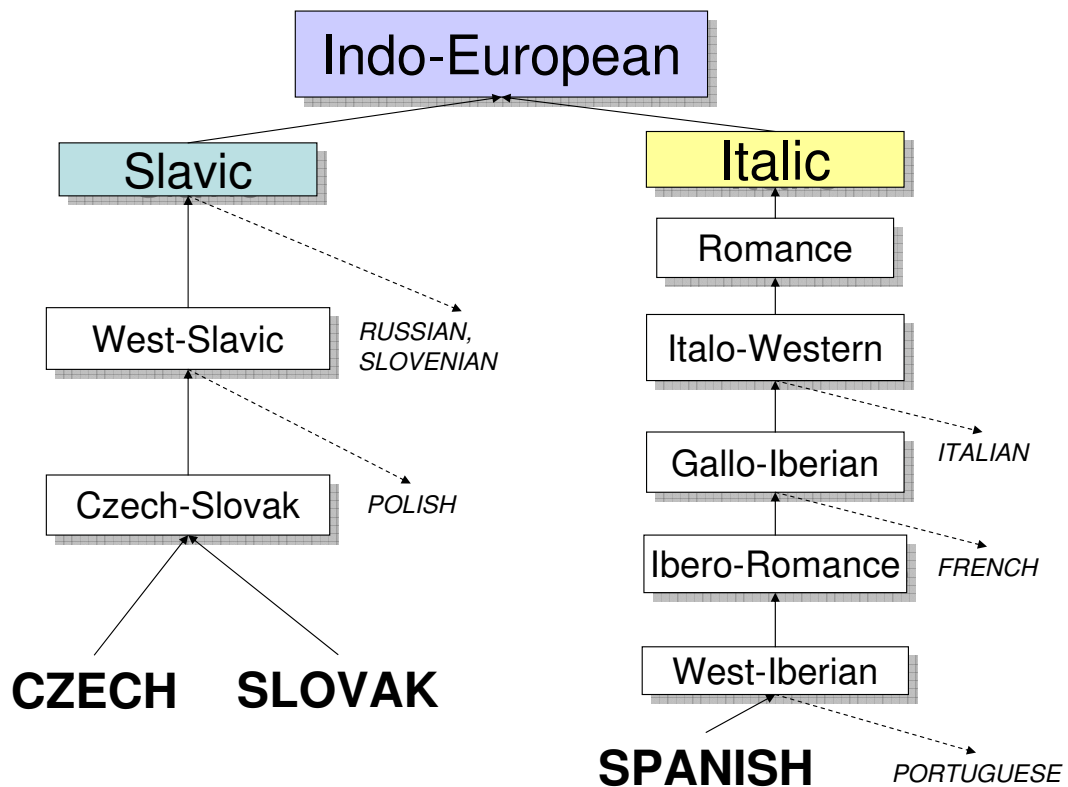 Indo-European
Slavic
Italic
Romance
West-Slavic
RUSSIAN,
SLOVENIAN
Italo-Western
Czech-Slovak
POLISH
Gallo-Iberian
ITALIAN
Ibero-Romance
FRENCH
CZECH
SLOVAK
West-Iberian
SPANISH
PORTUGUESE